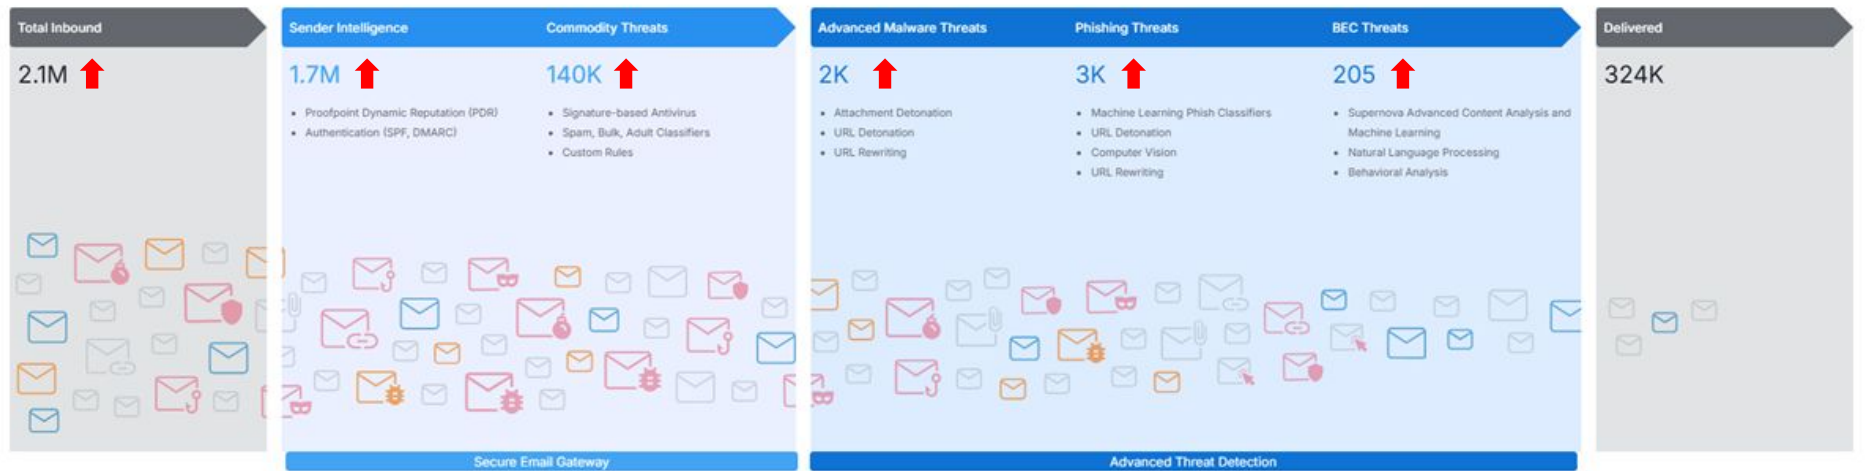 Total Inbound
2.1M
Sender Intelligence
1.7M
• Proofpoint Dynamic Reputation (PDR)
• Authentication (SPF, DMARC)
Commodity Threats
140K
• Signature-based Antivirus
• Spam, Bulk, Adult Classifiers
• Custom Rules
Secure Email Gateway
Advanced Malware Threats
2K
• Attachment Detonation
• URL Detonation
• URL Rewriting
Phishing Threats
3K
• Machine Learning Phish Classifiers
• URL Detonation
• Computer Vision
• URL Rewriting
BEC Threats
205
• Supernova Advanced Content Analysis and
Machine Learning
• Natural Language Processing
• Behavioral Analysis
Advanced Threat Detection
Delivered
324K